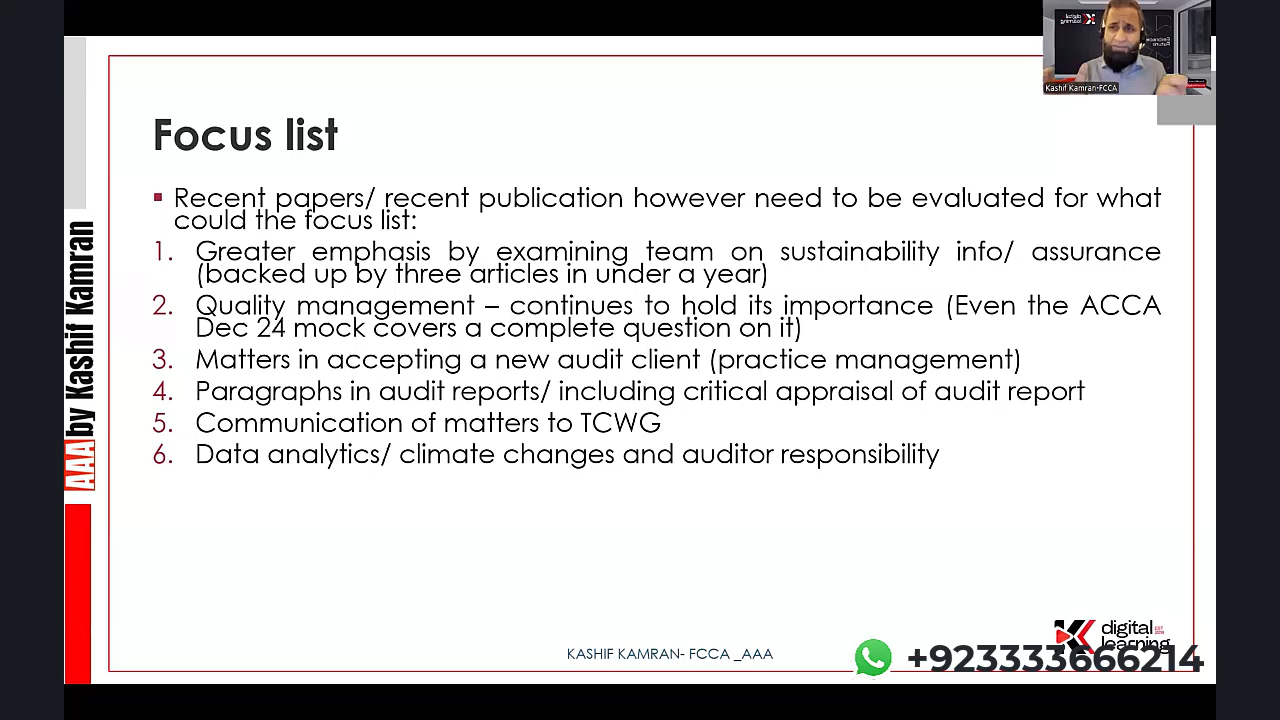 Kashif Kamran-FCCA
Focus list
Recent papers/ recent publication however need to be evaluated for what
could the focus list:
1. Greater emphasis by examining team on sustainability info/ assurance
(backed up by three articles in under a year)
2. Quality management – continues to hold its importance (Even the ACCA
Dec 24 mock covers a complete question on it)
3. Matters in accepting a new audit client (practice management)
4. Paragraphs in audit reports/ including critical appraisal of audit report
5. Communication of matters to TCWG
6. Data analytics/ climate changes and auditor responsibility
AAA by Kashif Kamran
KASHIF KAMRAN- FCCA _AAA
digital
learning
+923333666214